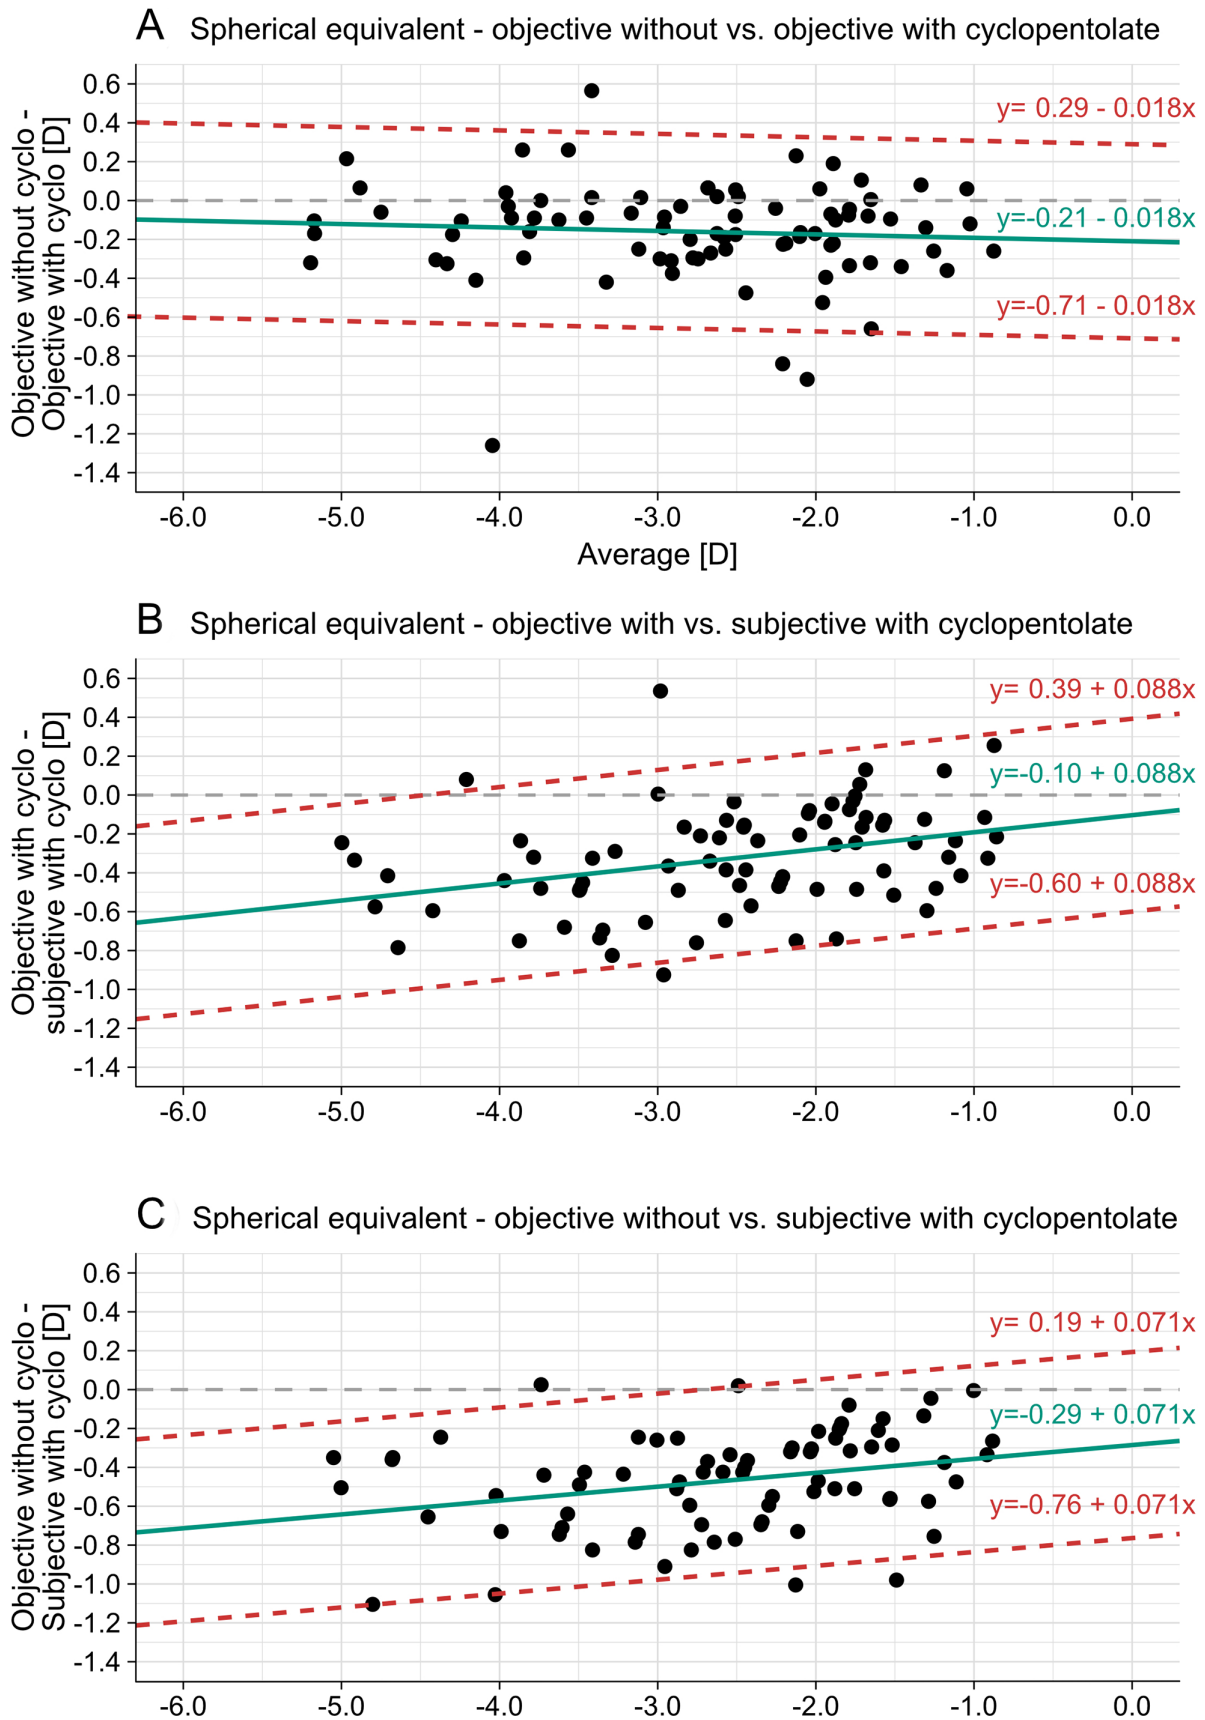 A Spherical equivalent - objective without vs. objective with cyclopentolate
Objective without cyclo -
Objective with cyclo [D]
0.6
0.4
0.2
0.0
-0.2
-0.4
-0.6
-0.8
-1.0
-1.2
-1.4
y= 0.29 - 0.018x
y=-0.21 - 0.018x
y=-0.71 - 0.018x
-6.0 -5.0 -4.0 -3.0 -2.0 -1.0 0.0
Average [D]
B Spherical equivalent - objective with vs. subjective with cyclopentolate
Objective with cyclo -
subjective with cyclo [D]
0.6
0.4
0.2
0.0
-0.2
-0.4
-0.6
-0.8
-1.0
-1.2
-1.4
y= 0.39 + 0.088x
y=-0.10 + 0.088x
y=-0.60 + 0.088x
-6.0 -5.0 -4.0 -3.0 -2.0 -1.0 0.0
C Spherical equivalent - objective without vs. subjective with cyclopentolate
Objective without cyclo -
Subjective with cyclo [D]
0.6
0.4
0.2
0.0
-0.2
-0.4
-0.6
-0.8
-1.0
-1.2
-1.4
y= 0.19 + 0.071x
y=-0.29 + 0.071x
y=-0.76 + 0.071x
-6.0 -5.0 -4.0 -3.0 -2.0 -1.0 0.0